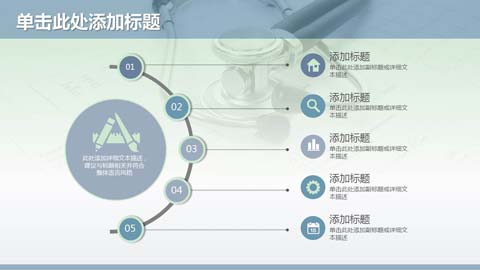 单击此处添加标题
01
添加标题
单击此处添加副标题或详细文
本描述
02
添加标题
单击此处添加副标题或详细文
本描述
此处添加详细文本描述，
建议与标题相关并符合
整体语言风格
03
添加标题
单击此处添加副标题或详细文
本描述
04
添加标题
单击此处添加副标题或详细文
本描述
05
添加标题
单击此处添加副标题或详细文
本描述